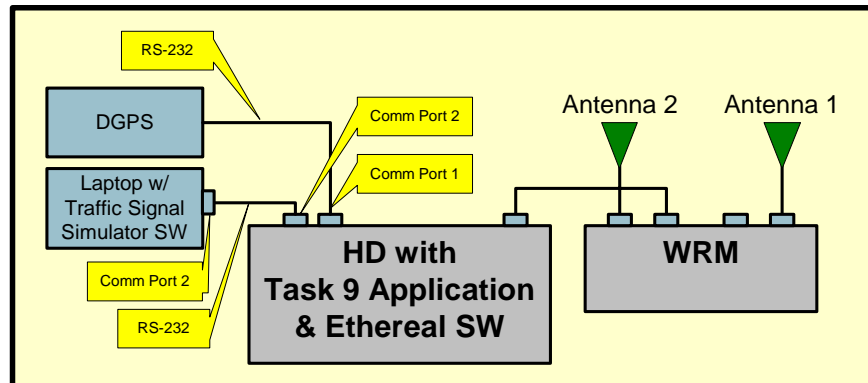 RS-232
DGPS
Comm Port 2
Antenna 2
Antenna 1
Comm Port 1
Laptop w/
Traffic Signal
Simulator SW
Comm Port 2
RS-232
HD with
Task 9 Application
& Ethereal SW
WRM